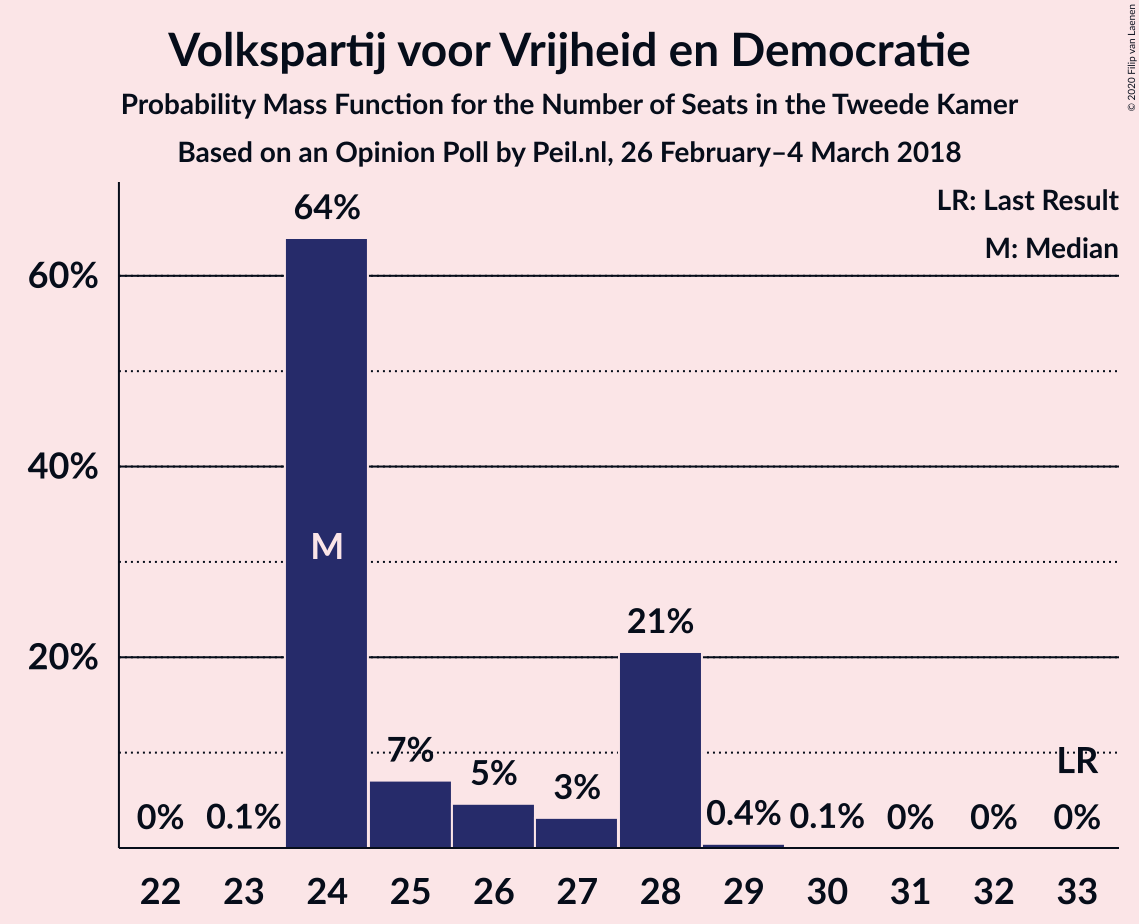 Volkspartij voor Vrijheid en Democratie
Probability Mass Function for the Number of Seats in the Tweede Kamer
Based on an Opinion Poll by Peil.nl, 26 February–4 March 2018
© 2020 Filip van Laenen
LR: Last Result
M: Median
64%
60%
40%
M
21%
20%
7%
5%
3%
LR
0% 0.1% 0.4% 0.1% 0% 0% 0%
22 23 24 25 26 27 28 29 30 31 32 33